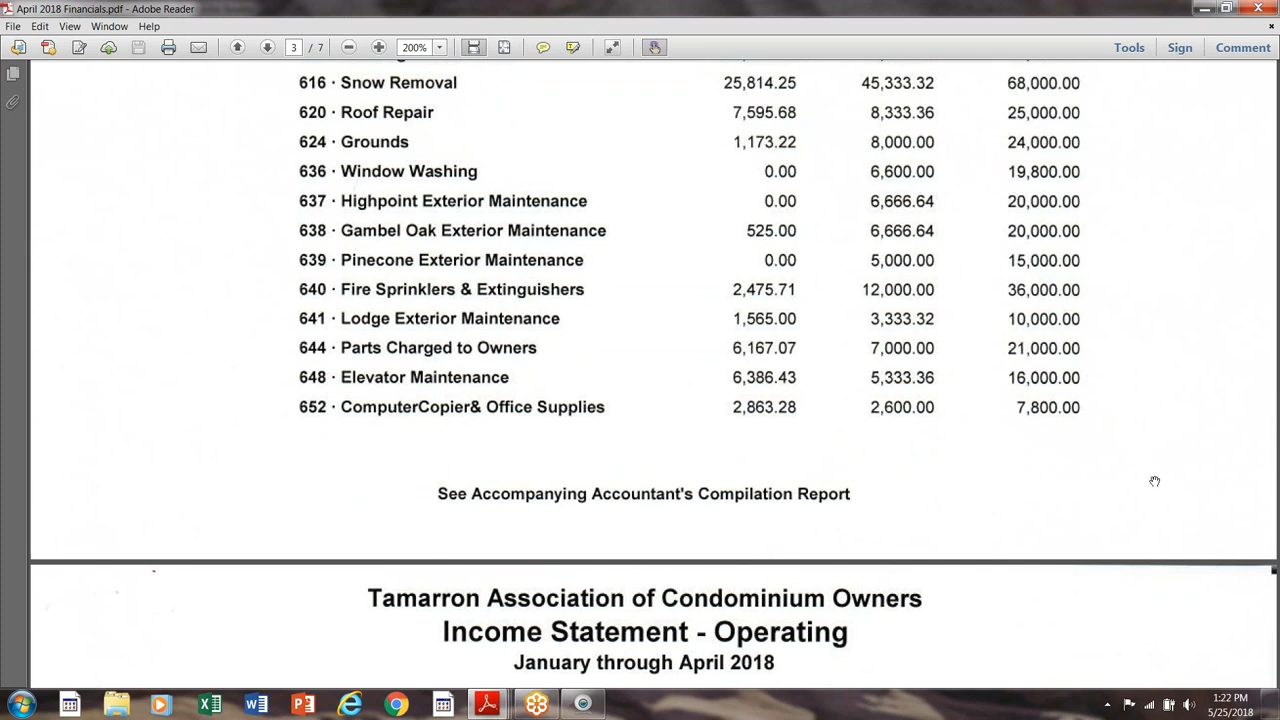 April 2018 Financials.pdf - Adobe Reader
File Edit View Window Help
3 / 7 200% Tools Sign Comment
616 · Snow Removal 25,814.25 45,333.32 68,000.00
620 · Roof Repair 7,595.68 8,333.36 25,000.00
624 · Grounds 1,173.22 8,000.00 24,000.00
636 · Window Washing 0.00 6,600.00 19,800.00
637 · Highpoint Exterior Maintenance 0.00 6,666.64 20,000.00
638 · Gambel Oak Exterior Maintenance 525.00 6,666.64 20,000.00
639 · Pinecone Exterior Maintenance 0.00 5,000.00 15,000.00
640 · Fire Sprinklers & Extinguishers 2,475.71 12,000.00 36,000.00
641 · Lodge Exterior Maintenance 1,565.00 3,333.32 10,000.00
644 · Parts Charged to Owners 6,167.07 7,000.00 21,000.00
648 · Elevator Maintenance 6,386.43 5,333.36 16,000.00
652 · ComputerCopier& Office Supplies 2,863.28 2,600.00 7,800.00
See Accompanying Accountant's Compilation Report
Tamarron Association of Condominium Owners
Income Statement - Operating
January through April 2018
1:22 PM
5/25/2018